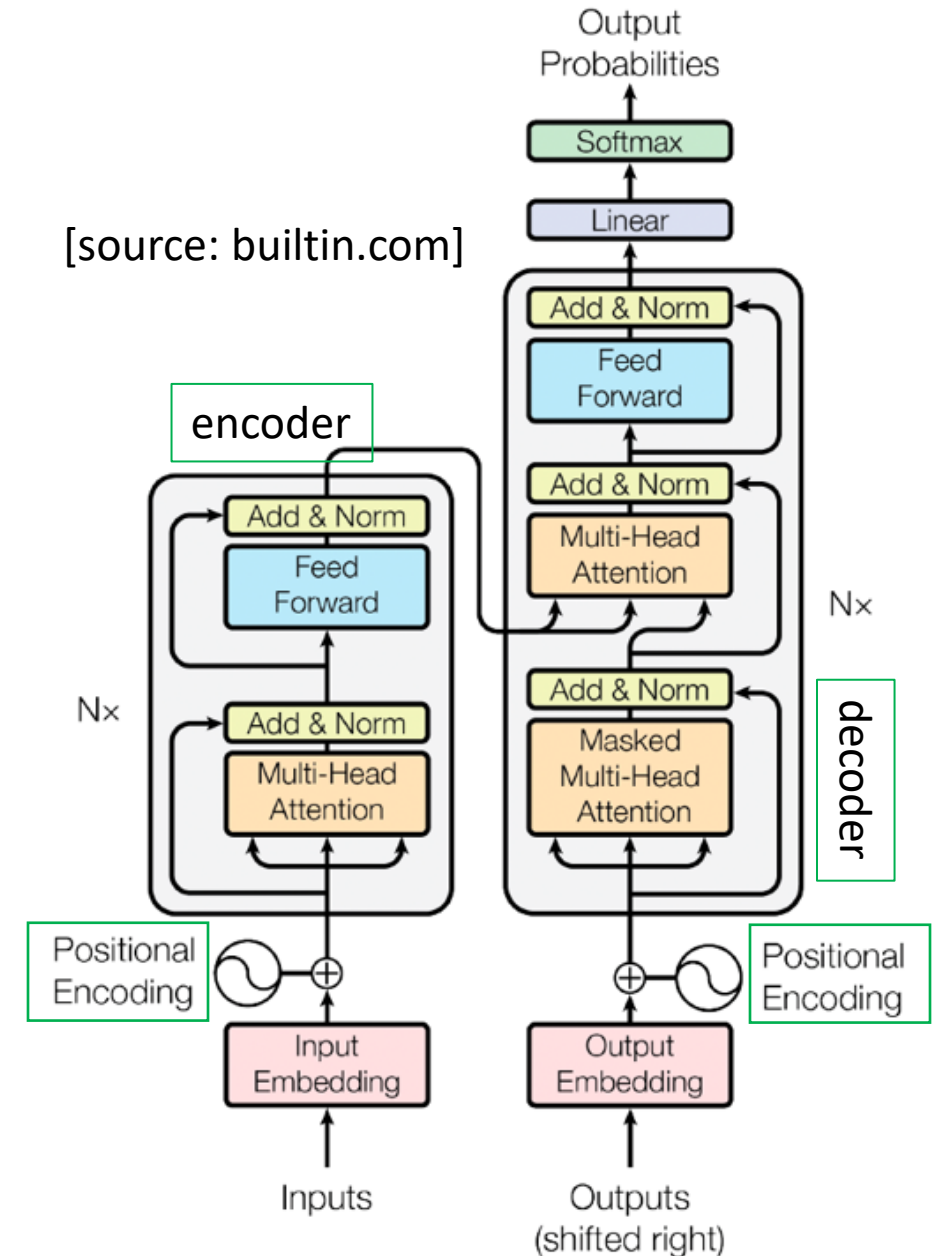 Output
Probabilities
Softmax
Linear
[source: builtin.com]
Add & Norm
Feed
Forward
encoder
Add & Norm
Multi-Head
Attention
Add & Norm
Feed
Forward
N×
Add & Norm
Masked
Multi-Head
Attention
decoder
N×
Add & Norm
Multi-Head
Attention
Positional
Encoding
Positional
Encoding
Input
Embedding
Output
Embedding
Inputs
Outputs
(shifted right)